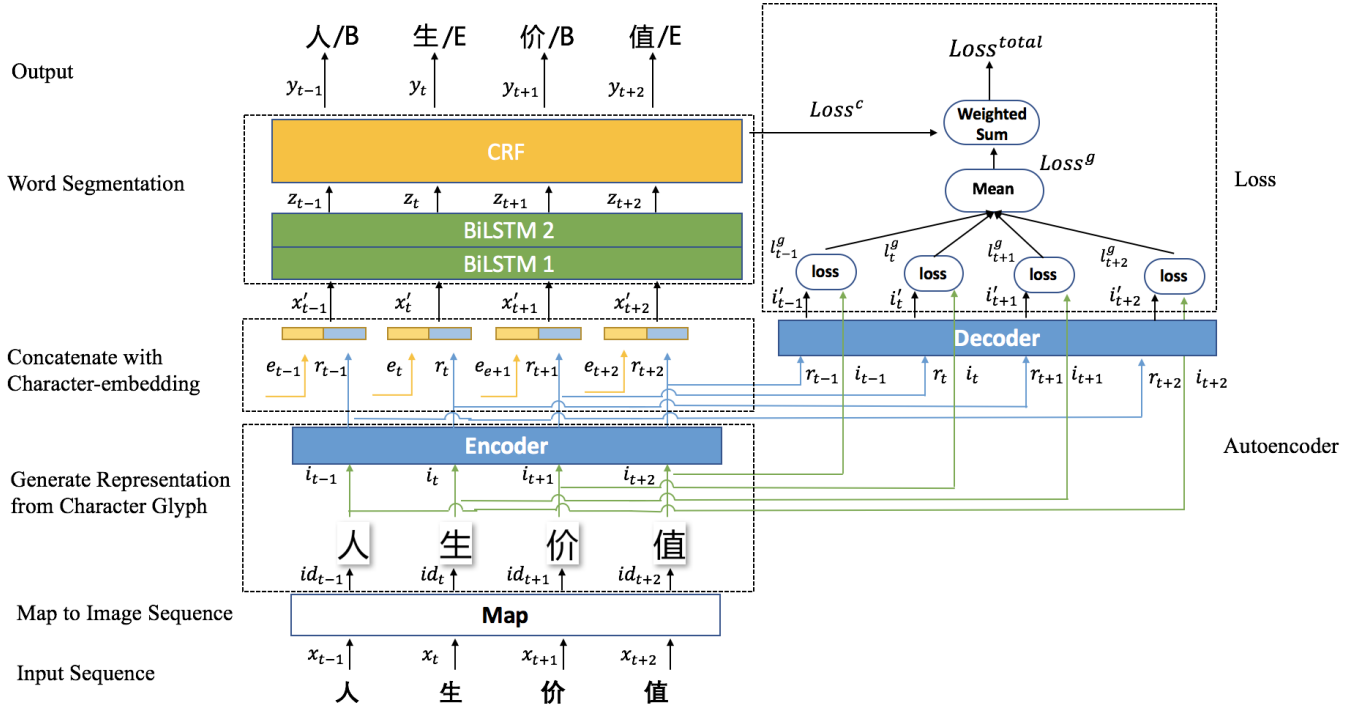 人/B 生/E 价/B 值/E
Output
y_{t−1} y_t y_{t+1} y_{t+2}
Loss^{total}
Loss^c
Weighted
Sum
CRF
Loss^g
Word Segmentation
Mean
Loss
z_{t−1} z_t z_{t+1} z_{t+2}
BiLSTM 2
BiLSTM 1
l^g_{t−1} l^g_t l^g_{t+1} l^g_{t+2}
loss loss loss loss
x′_{t−1} x′_t x′_{t+1} x′_{t+2}
i′_{t−1} i′_t i′_{t+1} i′_{t+2}
Decoder
Concatenate with
Character-embedding
e_{t−1} r_{t−1} e_t r_t e_{e+1} r_{t+1} e_{t+2} r_{t+2}
r_{t−1} i_{t−1} r_t i_t r_{t+1} i_{t+1} r_{t+2} i_{t+2}
Encoder
Autoencoder
Generate Representation
from Character Glyph
i_{t−1} i_t i_{t+1} i_{t+2}
人 生 价 值
id_{t−1} id_t id_{t+1} id_{t+2}
Map to Image Sequence
Map
x_{t−1} x_t x_{t+1} x_{t+2}
Input Sequence
人 生 价 值